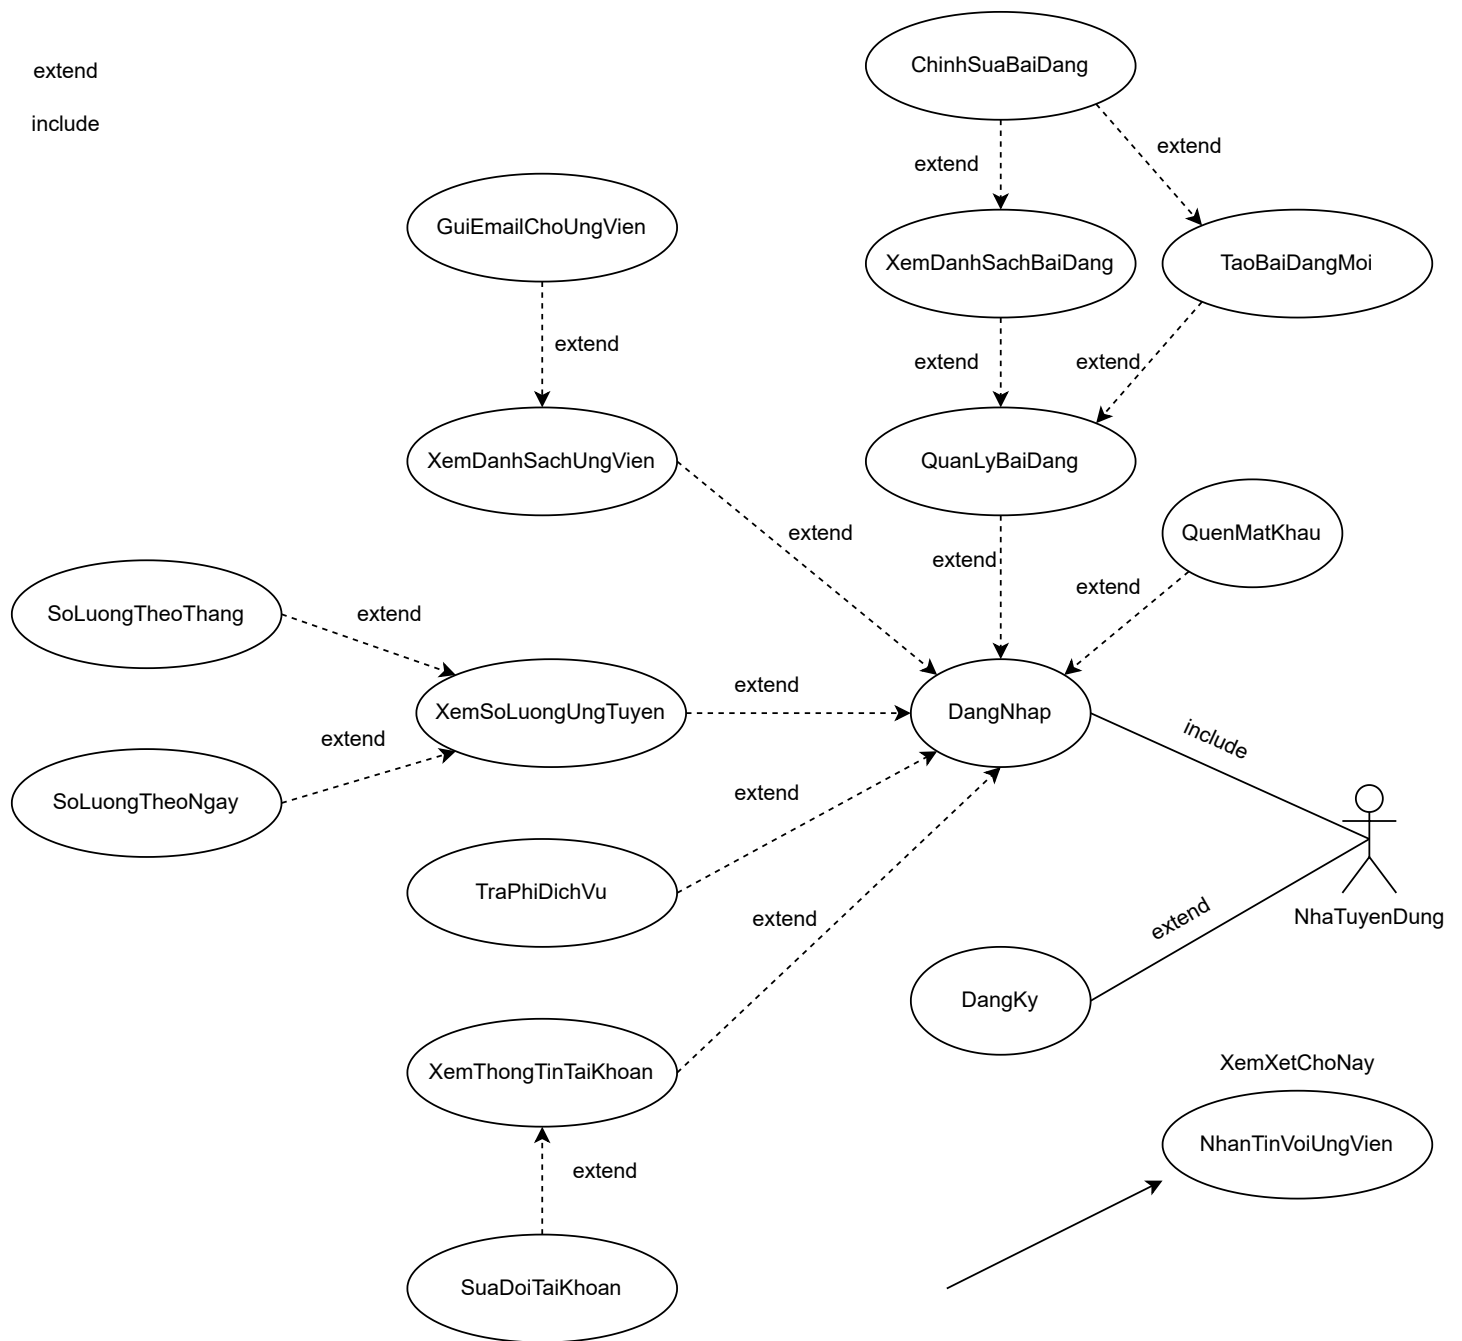 ChinhSuaBaiDang
extend
include
extend
extend
GuiEmailChoUngVien
XemDanhSachBaiDang
TaoBaiDangMoi
extend
extend
extend
XemDanhSachUngVien
QuanLyBaiDang
extend
QuenMatKhau
extend
extend
SoLuongTheoThang
extend
extend
XemSoLuongUngTuyen
DangNhap
extend
include
SoLuongTheoNgay
extend
TraPhiDichVu
extend
extend
NhaTuyenDung
DangKy
XemXetChoNay
XemThongTinTaiKhoan
NhanTinVoiUngVien
extend
SuaDoiTaiKhoan